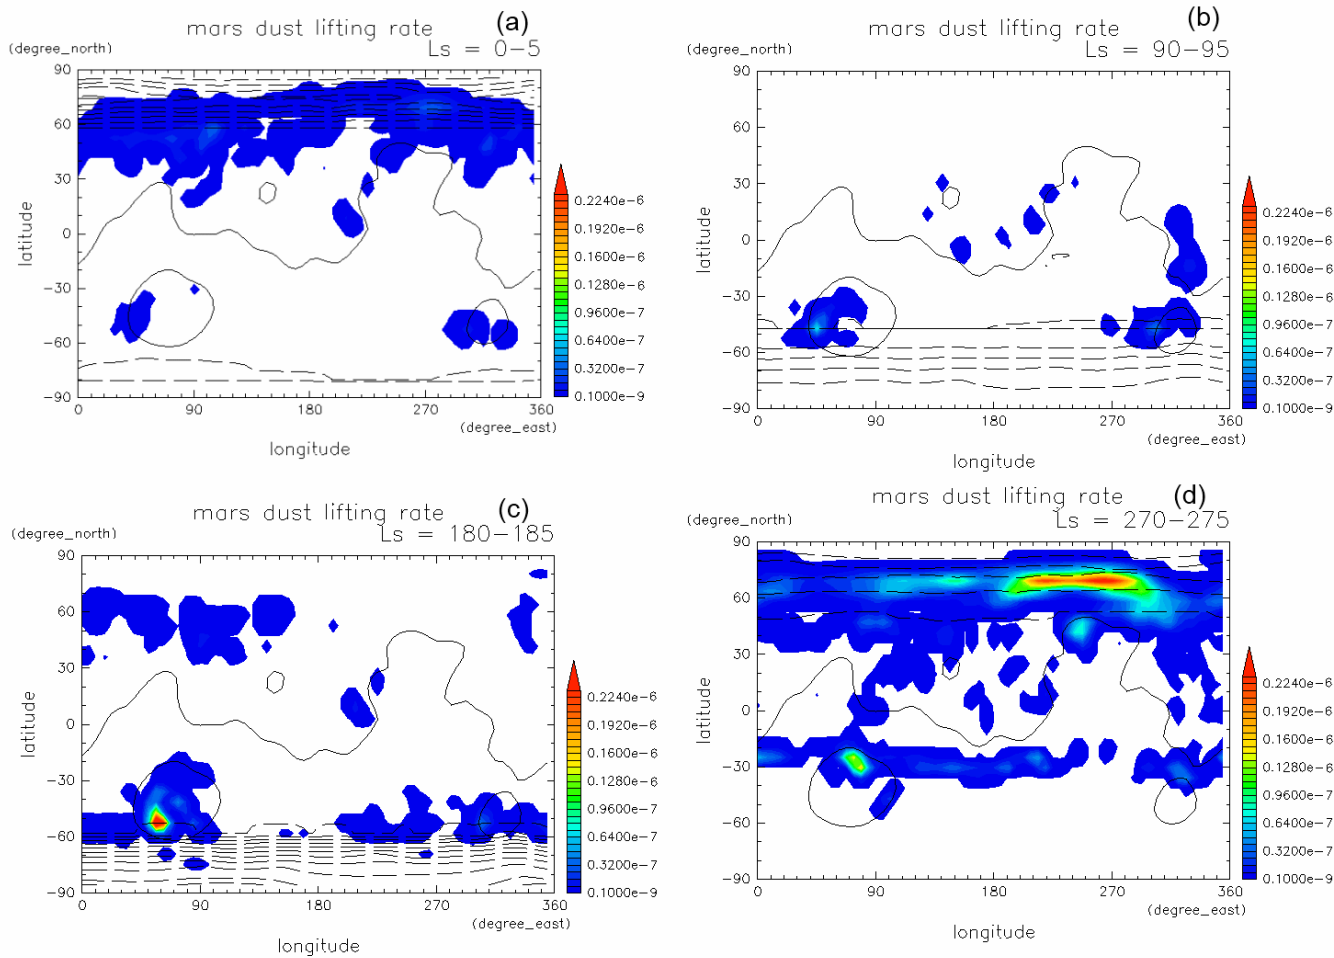 (a)
mars dust lifting rate
(degree_north)
Ls = 0-5
90
60
30
0
-30
-60
-90
latitude
0
90
180
270
360
(degree_east)
longitude
0.2240e-6
0.1920e-6
0.1600e-6
0.1280e-6
0.9600e-7
0.6400e-7
0.3200e-7
0.1000e-9
(b)
mars dust lifting rate
(degree_north)
Ls = 90-95
90
60
30
0
-30
-60
-90
latitude
0
90
180
270
360
(degree_east)
longitude
0.2240e-6
0.1920e-6
0.1600e-6
0.1280e-6
0.9600e-7
0.6400e-7
0.3200e-7
0.1000e-9
(c)
mars dust lifting rate
(degree_north)
Ls = 180-185
90
60
30
0
-30
-60
-90
latitude
0
90
180
270
360
(degree_east)
longitude
0.2240e-6
0.1920e-6
0.1600e-6
0.1280e-6
0.9600e-7
0.6400e-7
0.3200e-7
0.1000e-9
(d)
mars dust lifting rate
(degree_north)
Ls = 270-275
90
60
30
0
-30
-60
-90
latitude
0
90
180
270
360
(degree_east)
longitude
0.2240e-6
0.1920e-6
0.1600e-6
0.1280e-6
0.9600e-7
0.6400e-7
0.3200e-7
0.1000e-9